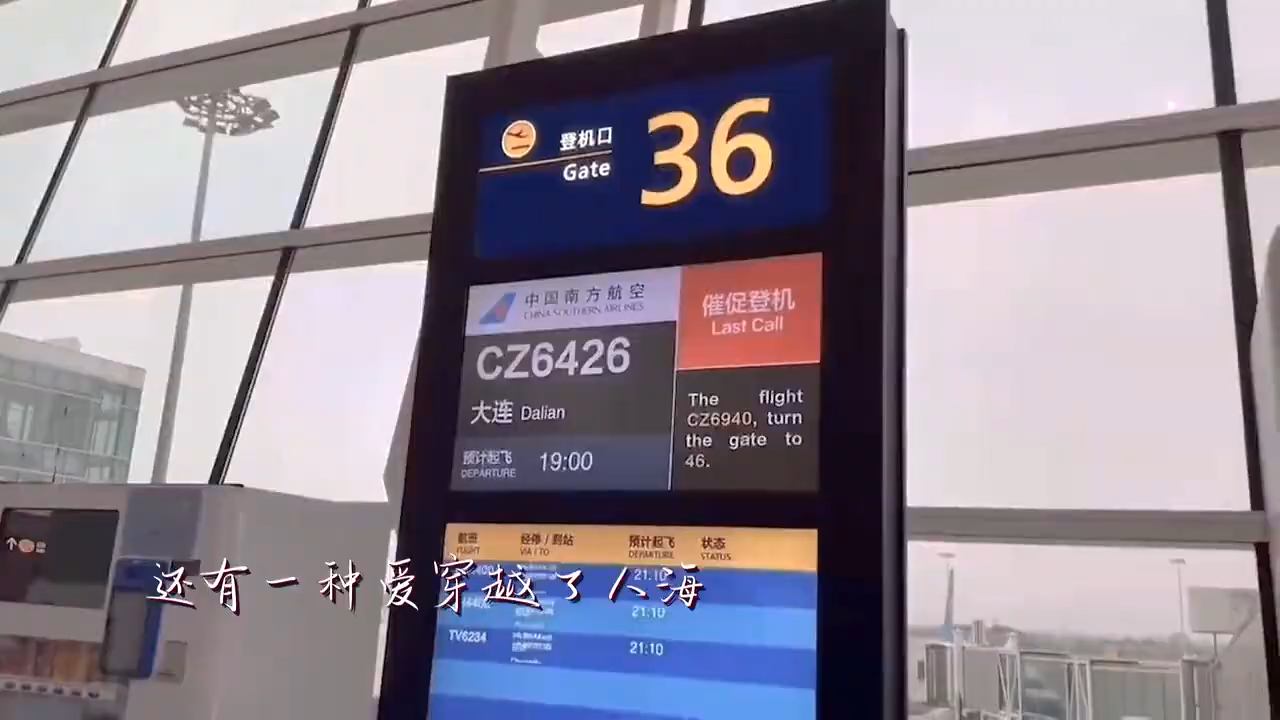 登机口
Gate
36
中国南方航空
CHINA SOUTHERN AIRLINES
催促登机
Last Call
CZ6426
大连 Dalian
预计起飞
DEPARTURE
19:00
The flight
CZ6940, turn
the gate to
46.
航班 经停 / 到站 预计起飞 状态
FLIGHT VIA / TO DEPARTURE STATUS
21:10
21:10
TV6234 21:10
还有一种爱穿越了人海